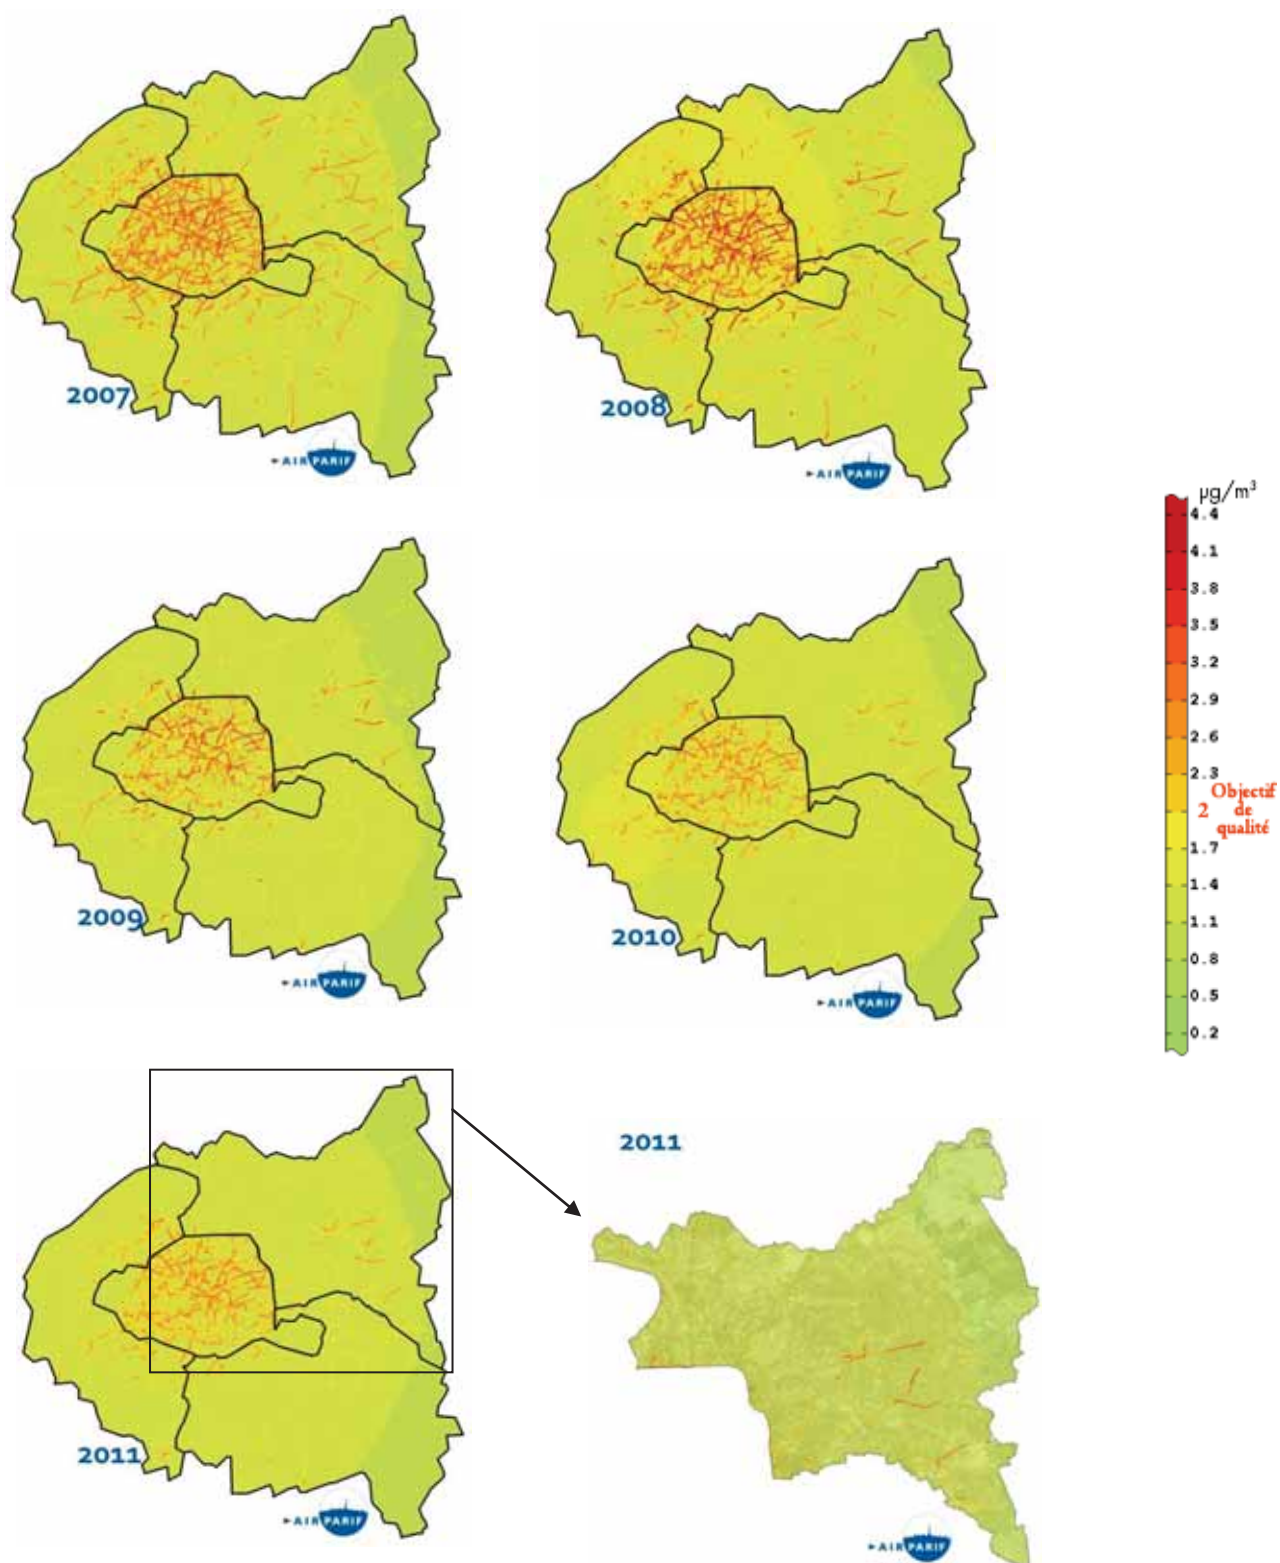 2007
AIRPARIF
2008
AIRPARIF
µg/m³
4.4
4.1
3.8
3.5
3.2
2.9
2.6
2.3
2 Objectif de qualité
1.7
1.4
1.1
0.8
0.5
0.2
2009
AIRPARIF
2010
AIRPARIF
2011
AIRPARIF
2011
AIRPARIF